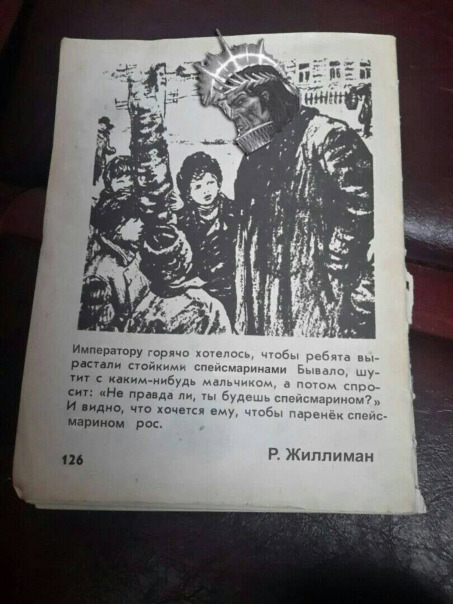 Императору горячо хотелось, чтобы ребята вы-
растали стойкими спейсмаринами Бывало, шу-
тит с каким-нибудь мальчиком, а потом спро-
сит: «Не правда ли, ты будешь спейсмарином?»
И видно, что хочется ему, чтобы паренёк спейс-
марином рос.
Р. Жиллиман
126